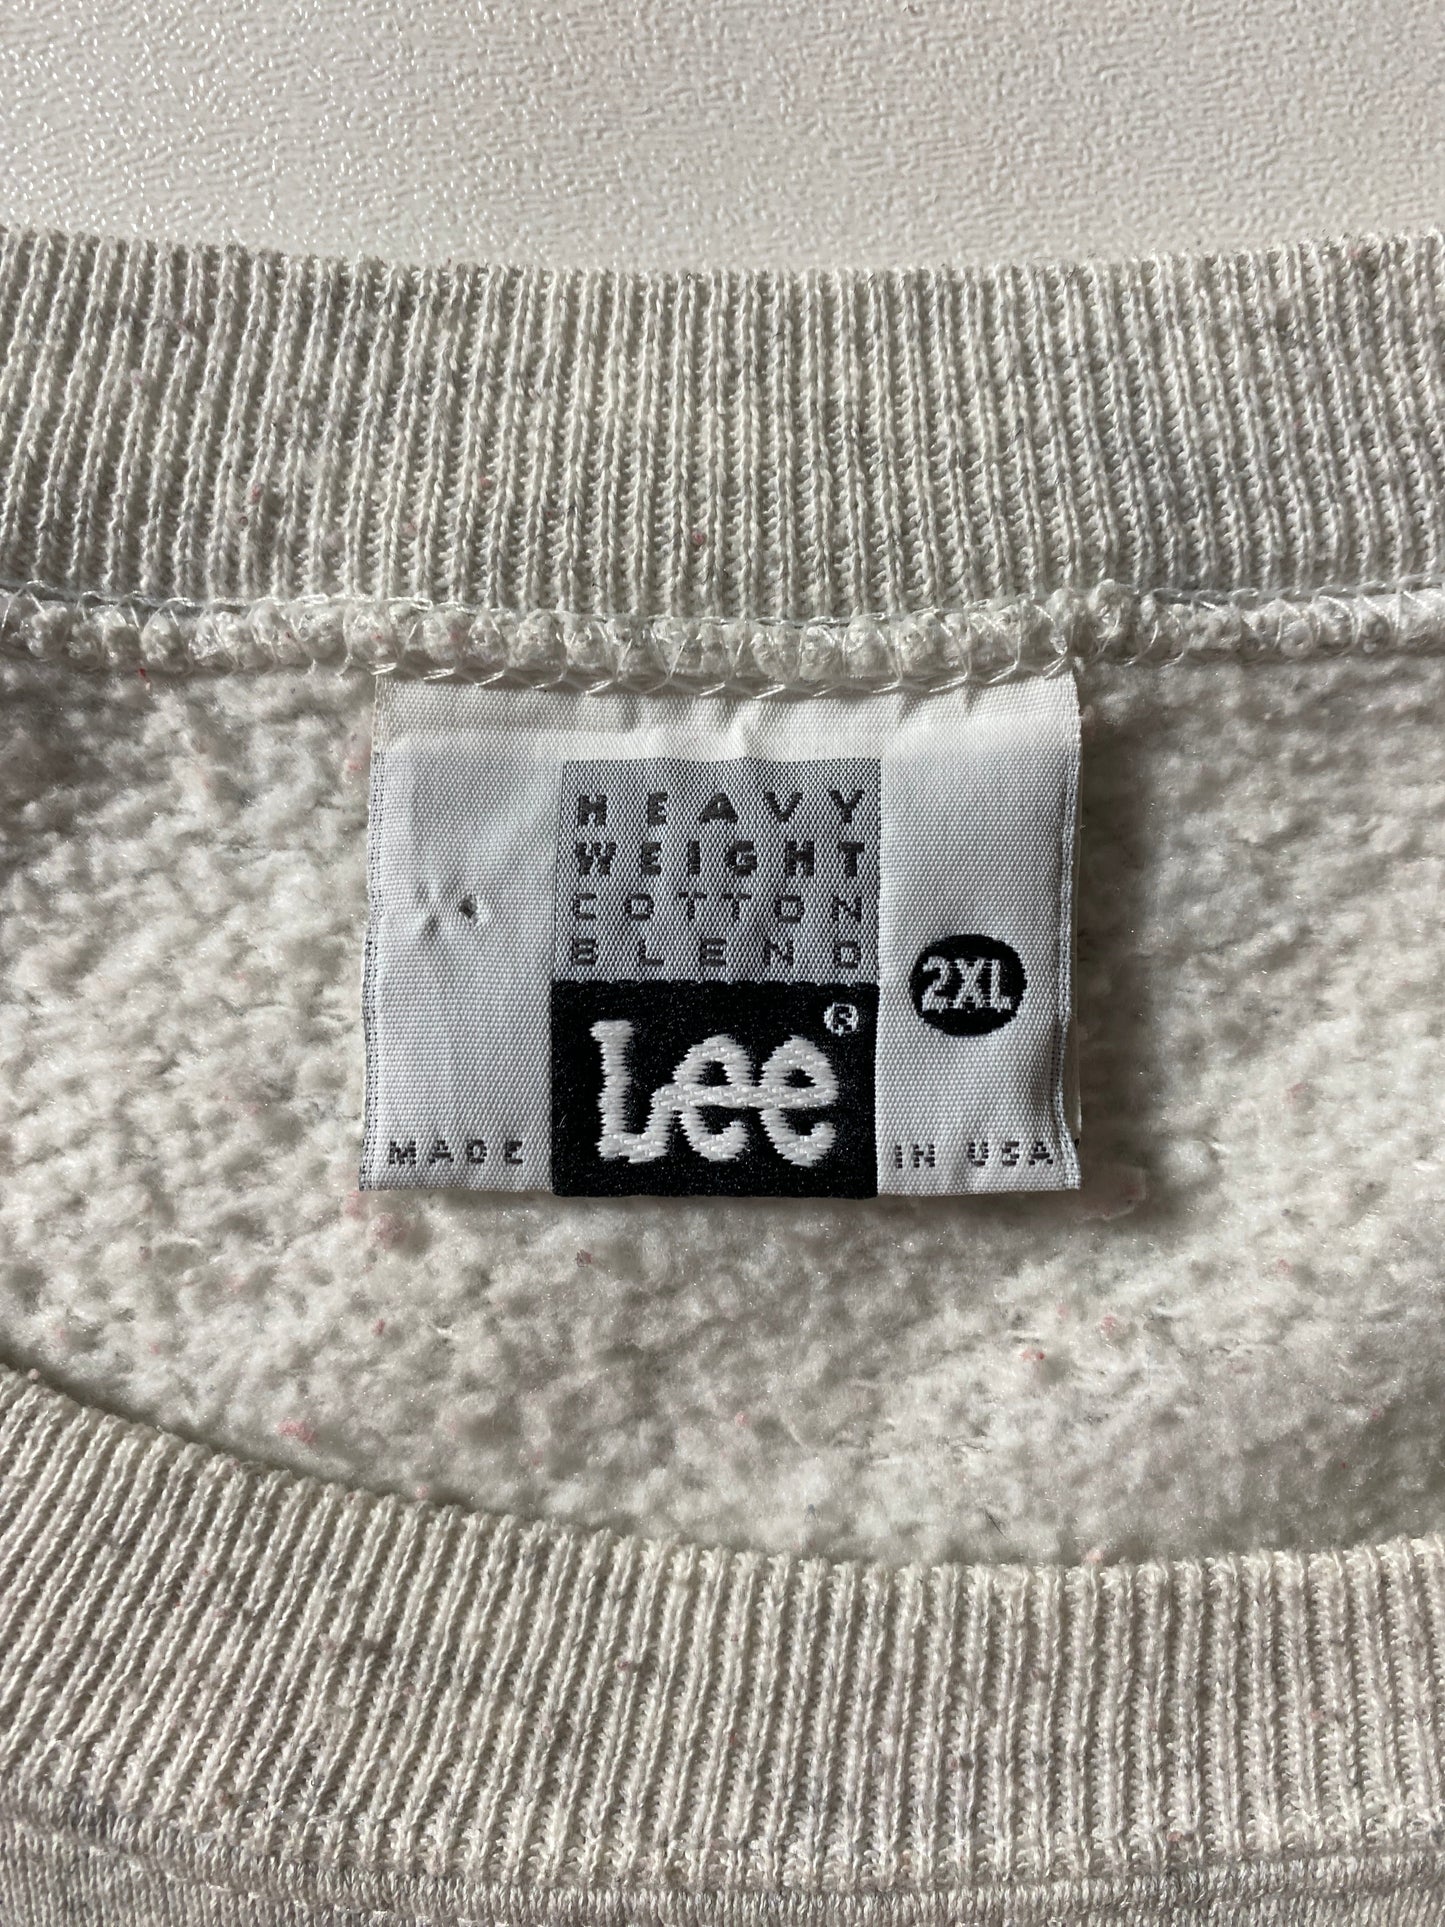 HEAVY
WEIGHT
COTTON
BLEND
2XL
Lee®
MADE IN USA